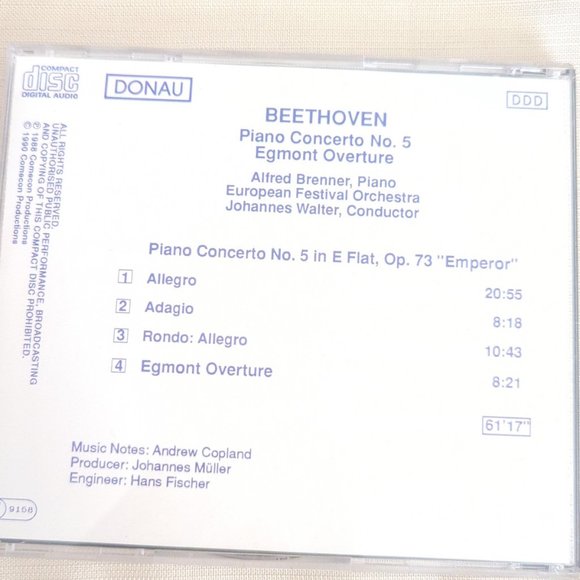 COMPACT
disc
DIGITAL AUDIO
DONAU
DDD
BEETHOVEN
Piano Concerto No. 5
Egmont Overture
Alfred Brenner, Piano
European Festival Orchestra
Johannes Walter, Conductor
Piano Concerto No. 5 in E Flat, Op. 73 "Emperor"
1 Allegro 20:55
2 Adagio 8:18
3 Rondo: Allegro 10:43
4 Egmont Overture 8:21
61'17"
Music Notes: Andrew Copland
Producer: Johannes Müller
Engineer: Hans Fischer
ALL RIGHTS RESERVED.
UNAUTHORISED PUBLIC PERFORMANCE, BROADCASTING
AND COPYING OF THIS COMPACT DISC PROHIBITED.
℗ 1988 Comecon Productions
© 1990 Comecon Productions
9158